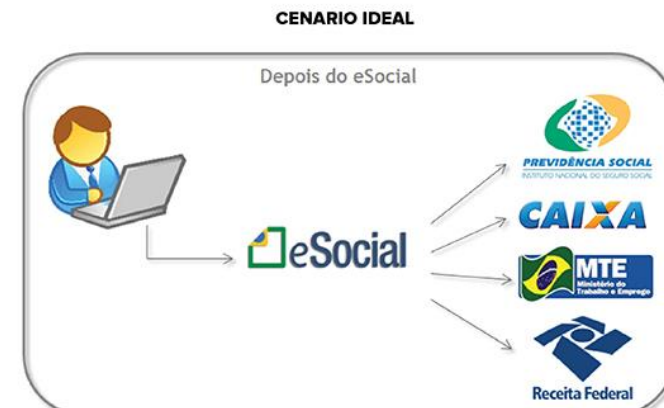 CENARIO IDEAL
Depois do eSocial
PREVIDÊNCIA SOCIAL
INSTITUTO NACIONAL DO SEGURO SOCIAL
CAIXA
eSocial
MTE
Ministério do
Trabalho e Emprego
Receita Federal